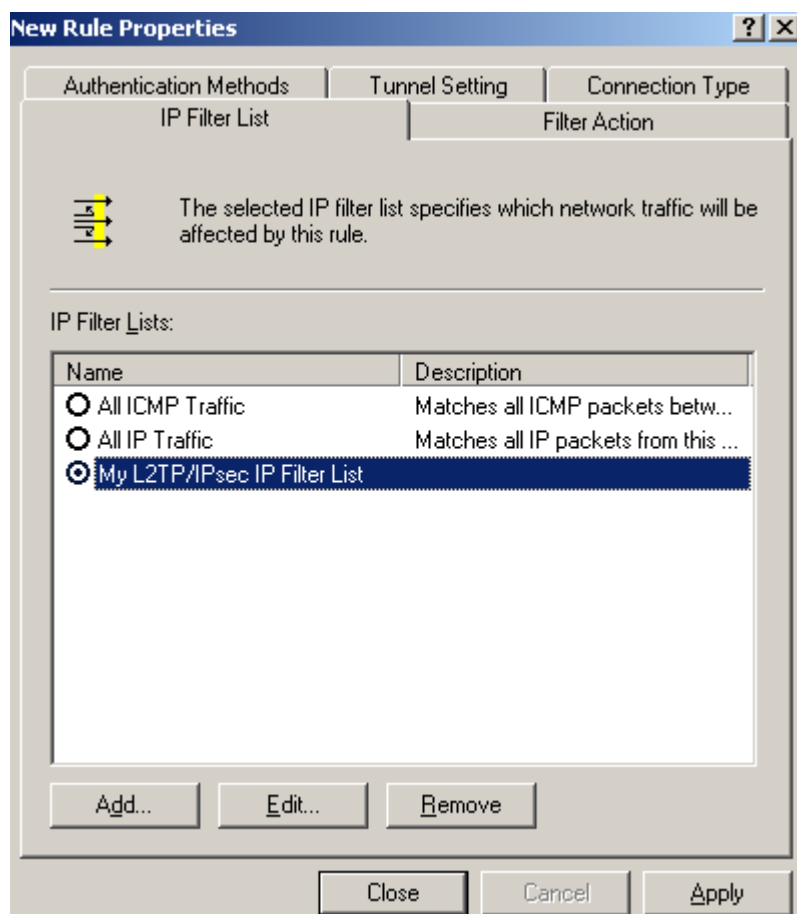 New Rule Properties
Authentication Methods Tunnel Setting Connection Type
IP Filter List Filter Action
The selected IP filter list specifies which network traffic will be
affected by this rule.
IP Filter Lists:
Name Description
All ICMP Traffic Matches all ICMP packets betw...
All IP Traffic Matches all IP packets from this ...
My L2TP/IPsec IP Filter List
Add... Edit... Remove
Close Cancel Apply